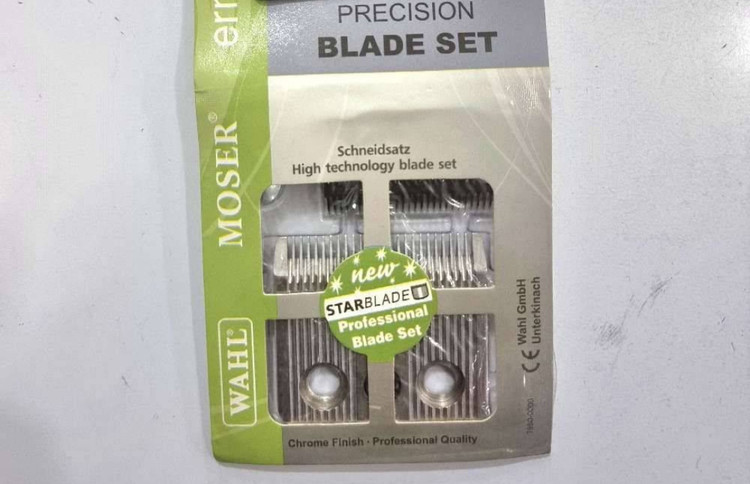 PRECISION
BLADE SET
Schneidsatz
High technology blade set
MOSER®
WAHL®
new
STARBLADE
Professional
Blade Set
CE Wahl GmbH
Unterkinach
Chrome Finish · Professional Quality